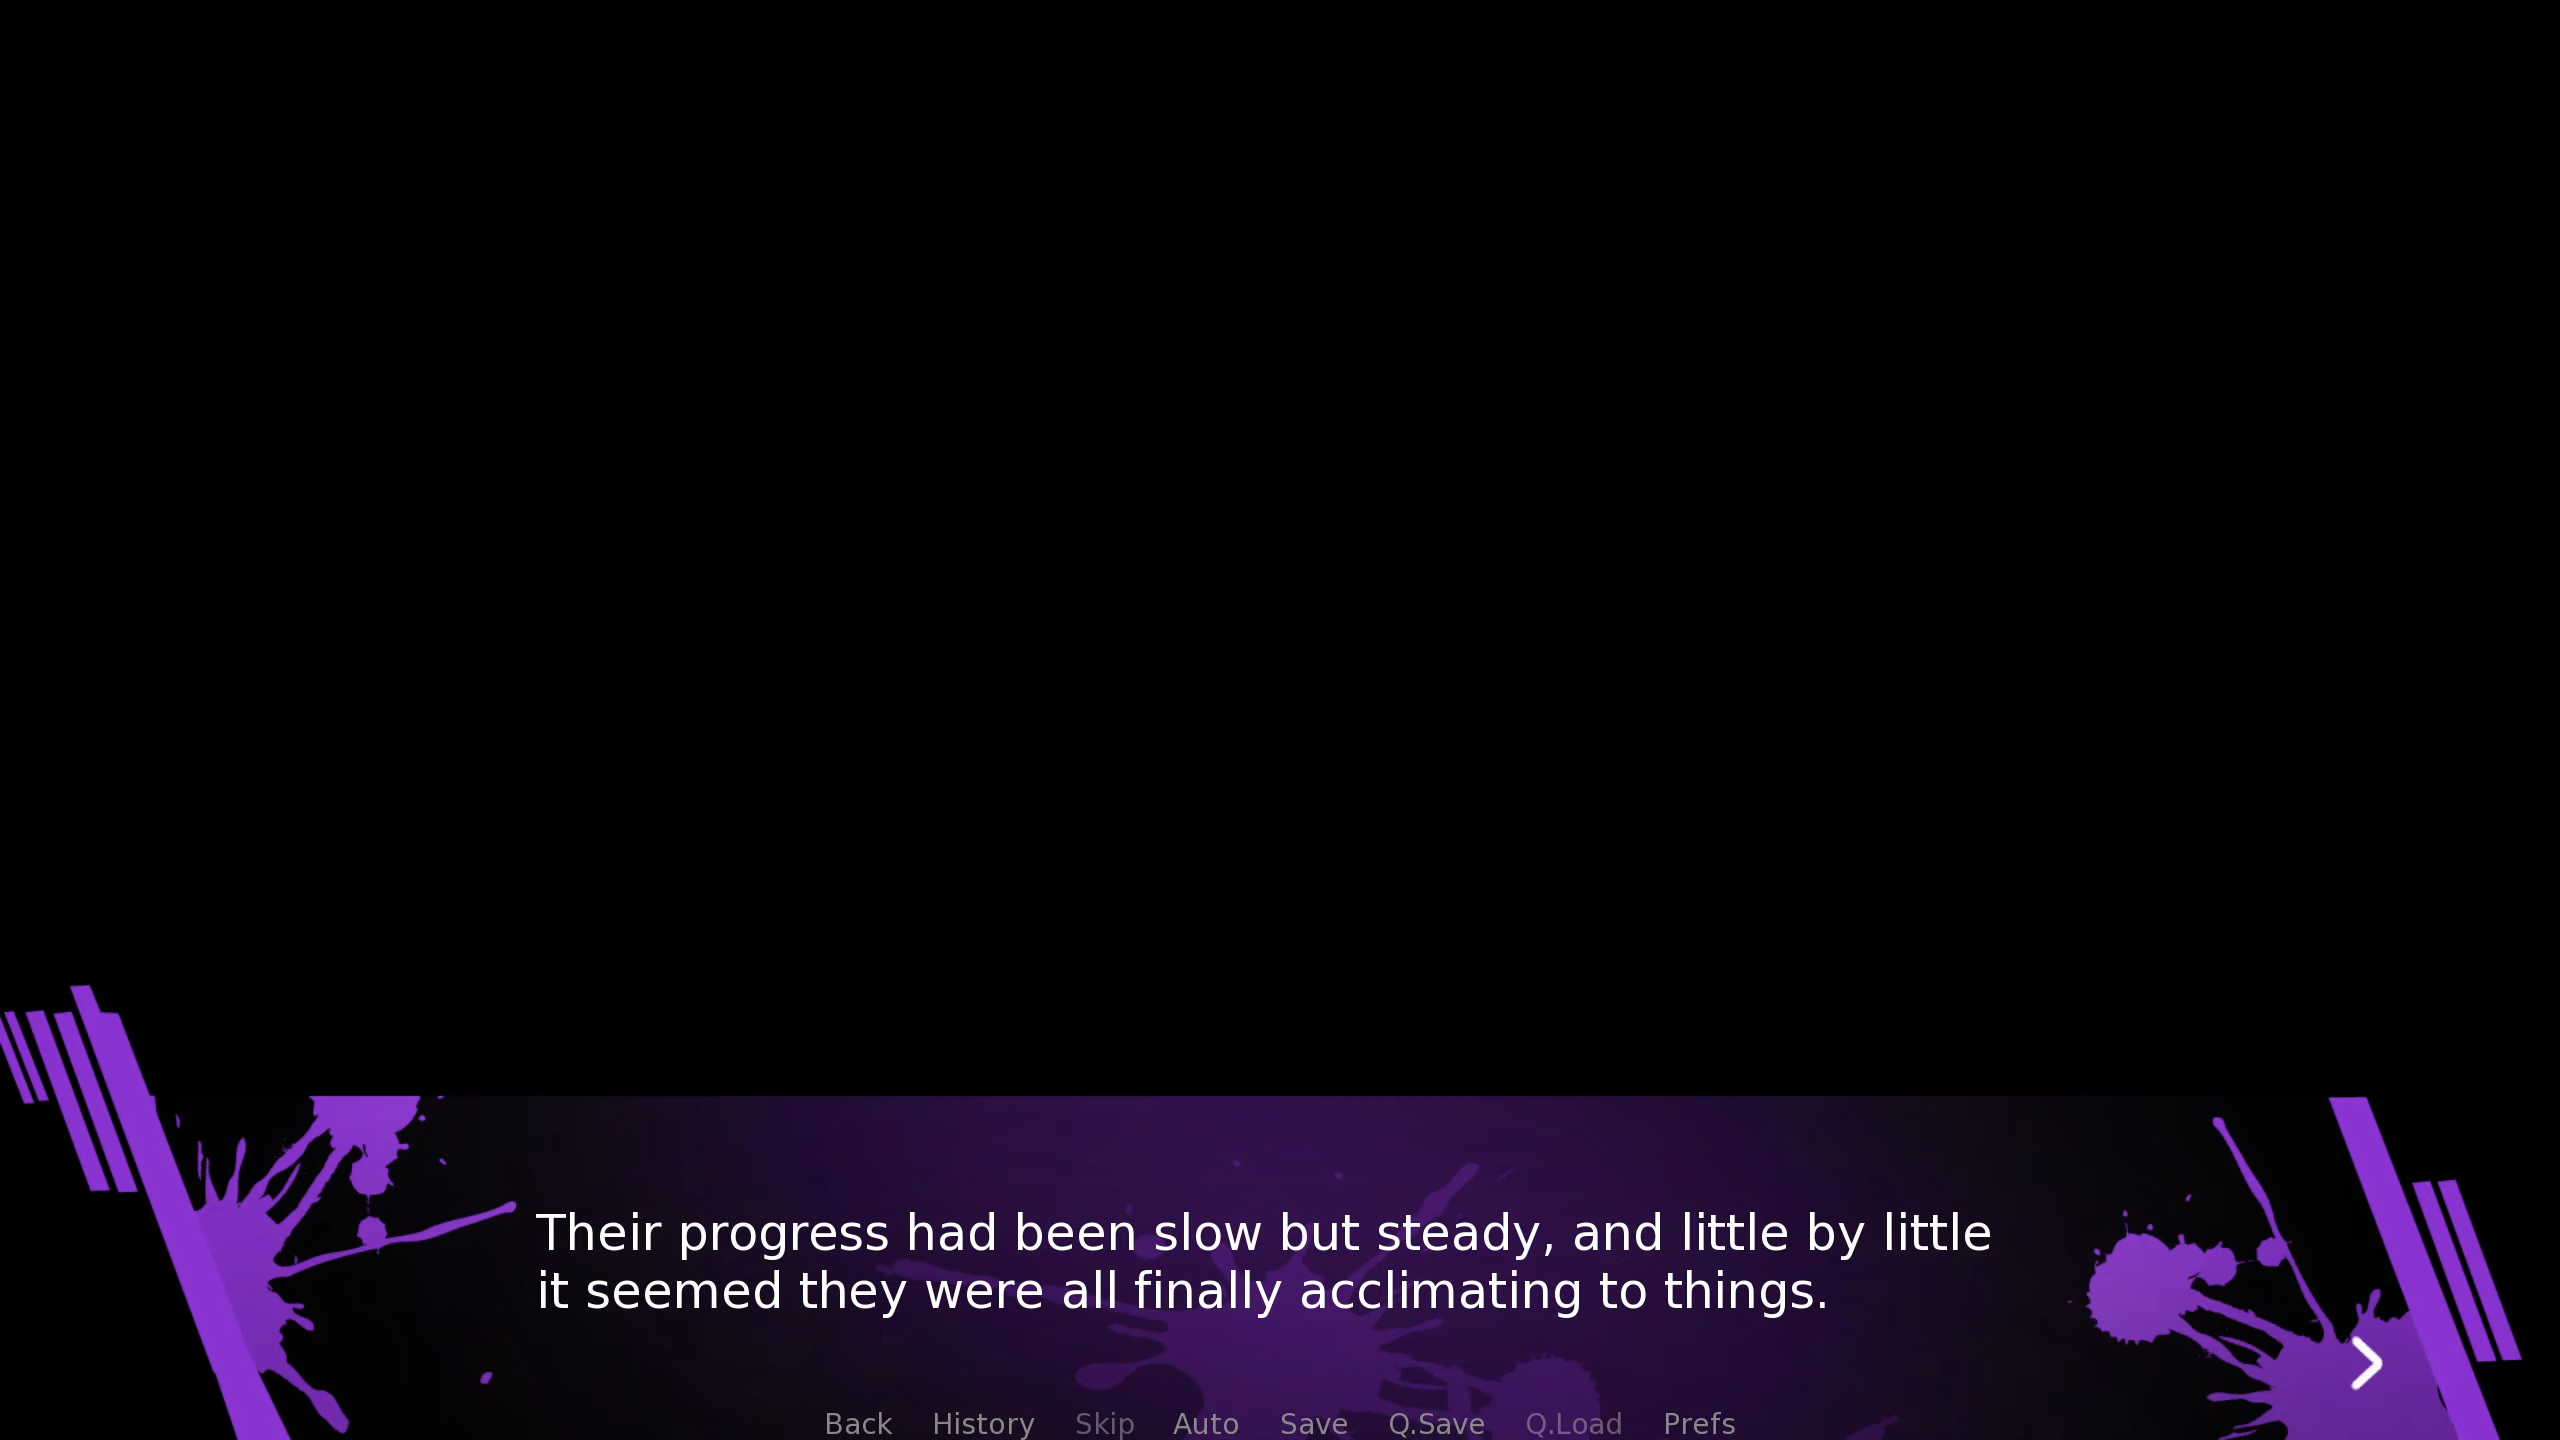 Their progress had been slow but steady, and little by little
it seemed they were all finally acclimating to things.
Back History Skip Auto Save Q.Save Q.Load Prefs